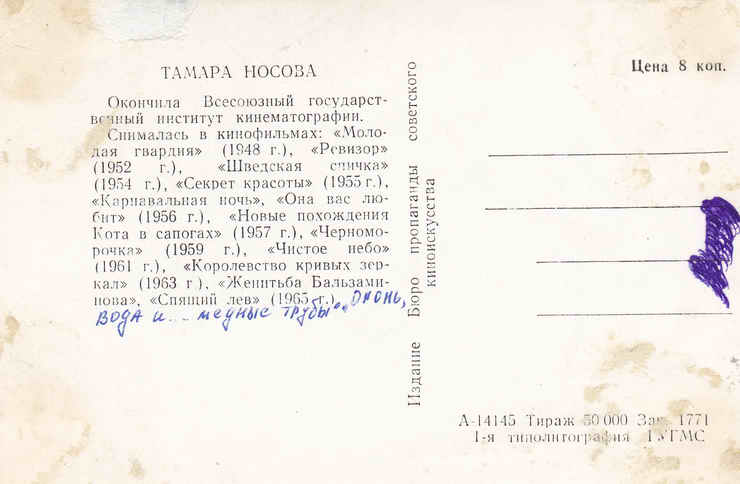 ТАМАРА НОСОВА
Окончила Всесоюзный государст-
венный институт кинематографии.
Снималась в кинофильмах: «Моло-
дая гвардия» (1948 г.), «Ревизор»
(1952 г.), «Шведская спичка»
(1954 г.), «Секрет красоты» (1955 г.),
«Карнавальная ночь», «Она вас лю-
бит» (1956 г.), «Новые похождения
Кота в сапогах» (1957 г.), «Черномо-
рочка» (1959 г.), «Чистое небо»
(1961 г.), «Королевство кривых зер-
кал» (1963 г.), «Женитьба Бальзами-
нова», «Спящий лев» (1965 г.)
„Огонь,
вода и... медные трубы"
Издание Бюро пропаганды советского
киноискусства
Цена 8 коп.
А-14145 Тираж 50 000 Зак. 1771
1-я типолитография ГУГМС